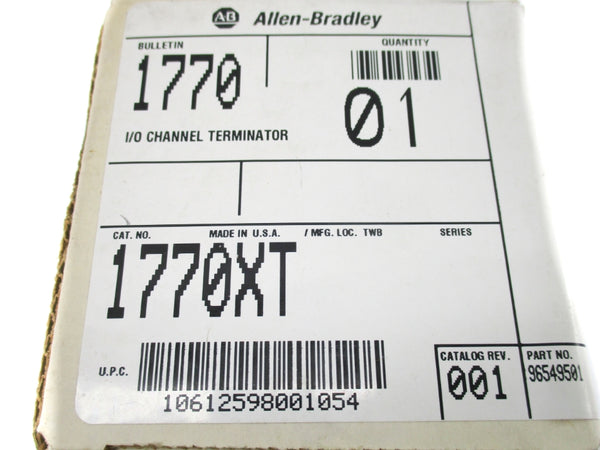 AB Allen-Bradley
BULLETIN
1770
QUANTITY
01
I/O CHANNEL TERMINATOR
CAT. NO. MADE IN U.S.A. / MFG. LOC. TWB SERIES
1770XT
U.P.C.
10612598001054
CATALOG REV.
001
PART NO.
96549501